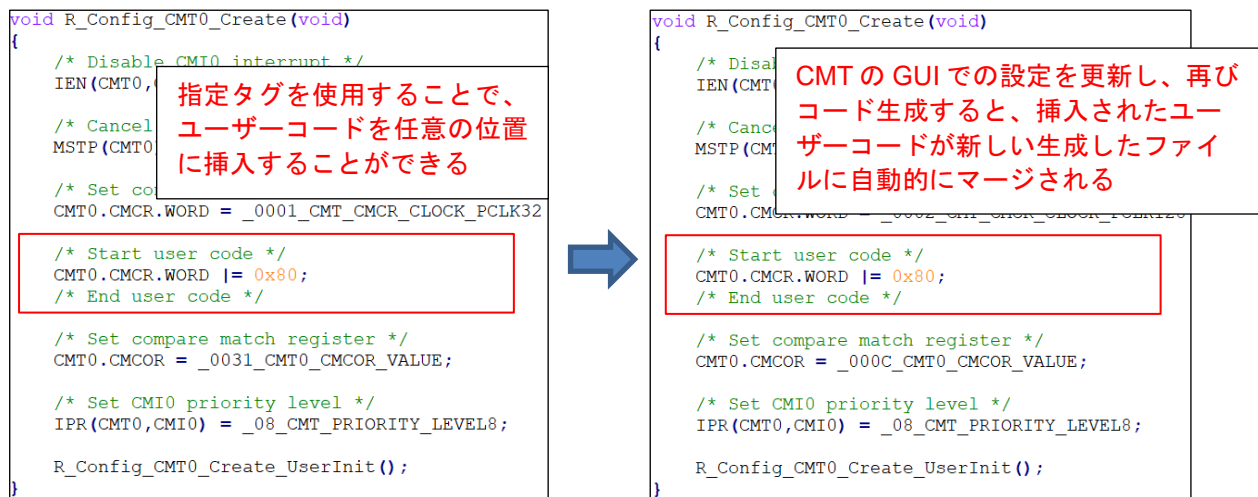 void R_Config_CMT0_Create(void)
{
/* Disable CMI0 interrupt */
IEN(CMT0,
指定タグを使用することで、
ユーザーコードを任意の位置
に挿入することができる
/* Cancel
MSTP(CMT0
/* Set co
CMT0.CMCR.WORD = _0001_CMT_CMCR_CLOCK_PCLK32
/* Start user code */
CMT0.CMCR.WORD |= 0x80;
/* End user code */
/* Set compare match register */
CMT0.CMCOR = _0031_CMT0_CMCOR_VALUE;
/* Set CMI0 priority level */
IPR(CMT0,CMI0) = _08_CMT_PRIORITY_LEVEL8;
R_Config_CMT0_Create_UserInit();
}
void R_Config_CMT0_Create(void)
{
/* Disa
IEN(CMT
CMT の GUI での設定を更新し、再び
コード生成すると、挿入されたユー
ザーコードが新しい生成したファイ
ルに自動的にマージされる
/* Cance
MSTP(CM
/* Set
CMT0.CMCR.WORD = _0002_CMT_CMCR_CLOCK_PCLK128
/* Start user code */
CMT0.CMCR.WORD |= 0x80;
/* End user code */
/* Set compare match register */
CMT0.CMCOR = _000C_CMT0_CMCOR_VALUE;
/* Set CMI0 priority level */
IPR(CMT0,CMI0) = _08_CMT_PRIORITY_LEVEL8;
R_Config_CMT0_Create_UserInit();
}